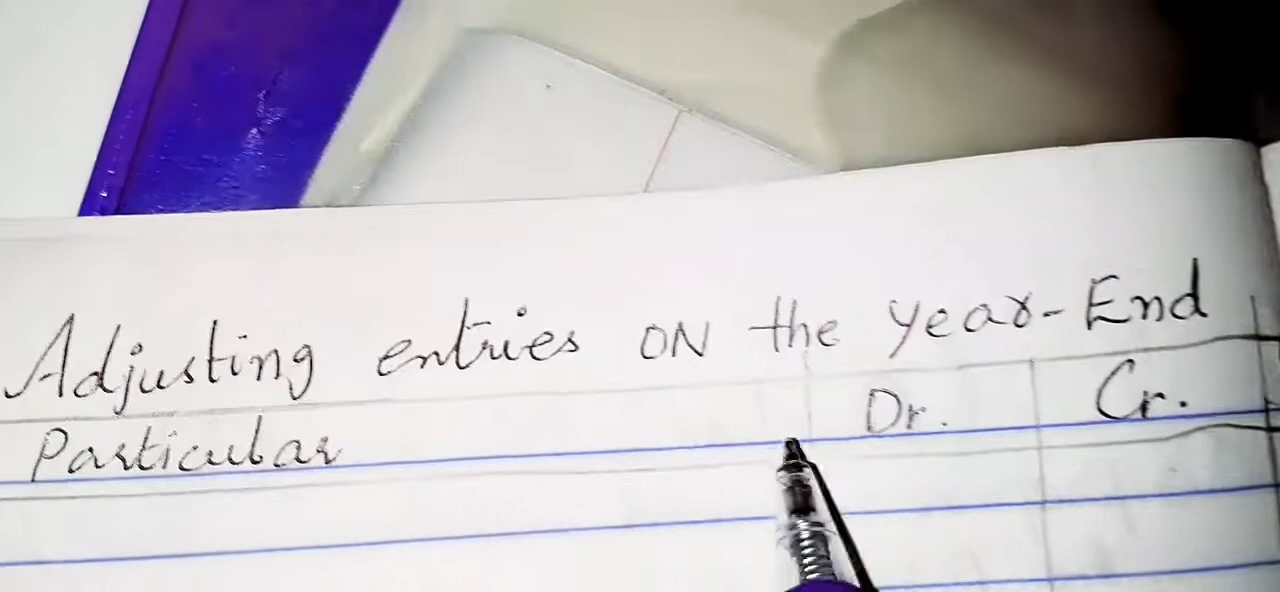 Adjusting entries ON the year-End
Particular Dr. Cr.